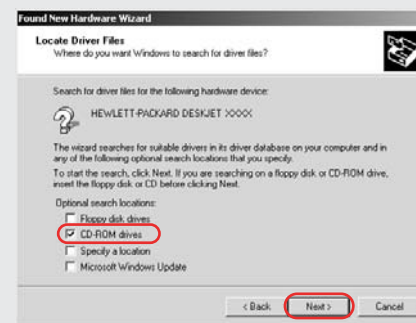 Found New Hardware Wizard
Locate Driver Files
Where do you want Windows to search for driver files?
Search for driver files for the following hardware device:
HEWLETT-PACKARD DESKJET XXXX
The wizard searches for suitable drivers in its driver database on your computer and in
any of the following optional search locations that you specify.
To start the search, click Next. If you are searching on a floppy disk or CD-ROM drive,
insert the floppy disk or CD before clicking Next.
Optional search locations:
Floppy disk drives
CD-ROM drives
Specify a location
Microsoft Windows Update
< Back
Next >
Cancel